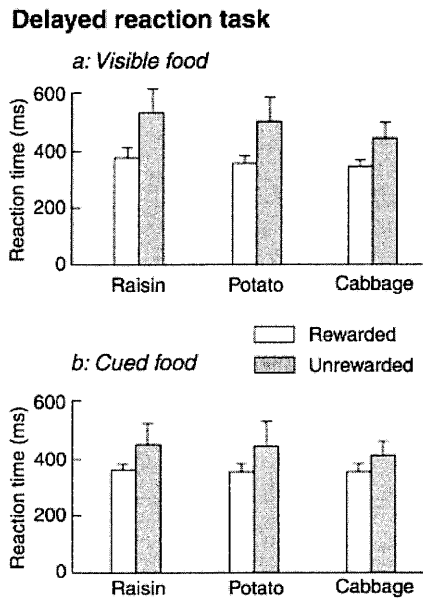 Delayed reaction task
a: Visible food
Reaction time (ms)
600
400
200
0
Raisin Potato Cabbage
Rewarded
Unrewarded
b: Cued food
Reaction time (ms)
600
400
200
0
Raisin Potato Cabbage